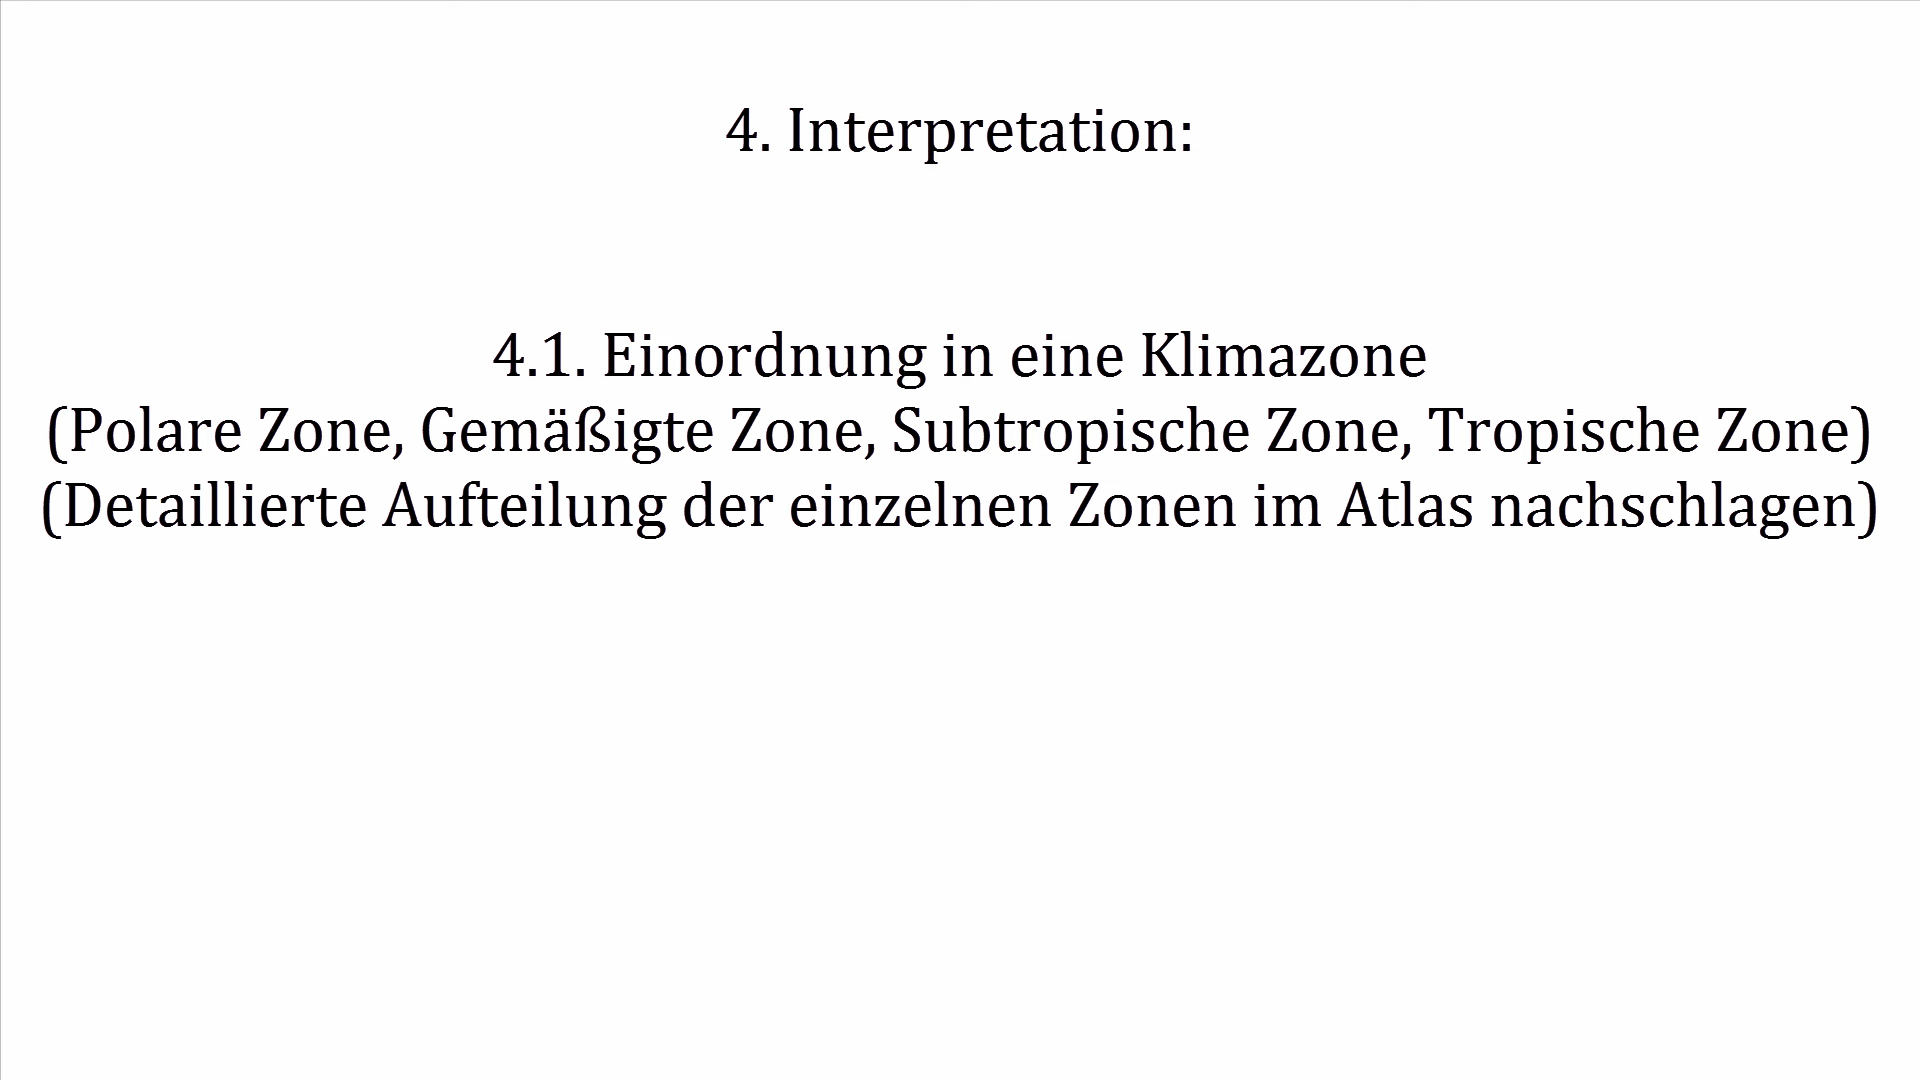 4. Interpretation:
4.1. Einordnung in eine Klimazone
(Polare Zone, Gemäßigte Zone, Subtropische Zone, Tropische Zone)
(Detaillierte Aufteilung der einzelnen Zonen im Atlas nachschlagen)